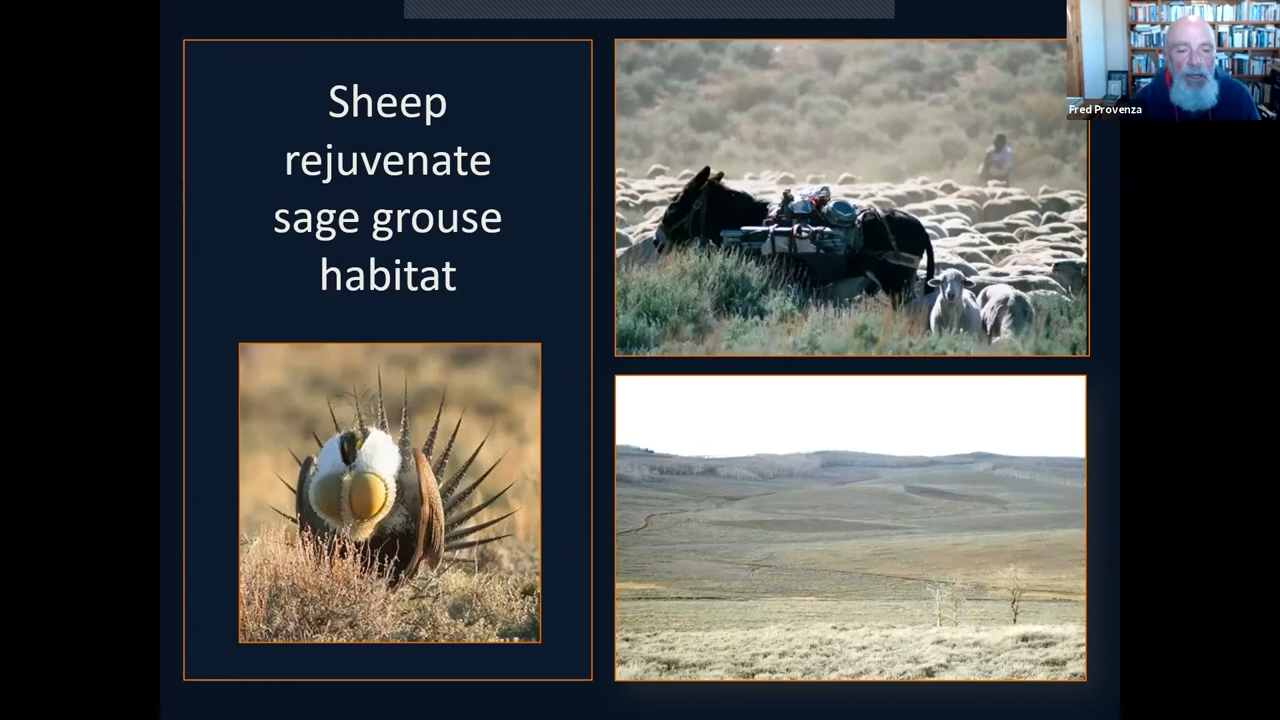 Sheep
rejuvenate
sage grouse
habitat
Fred Provenza